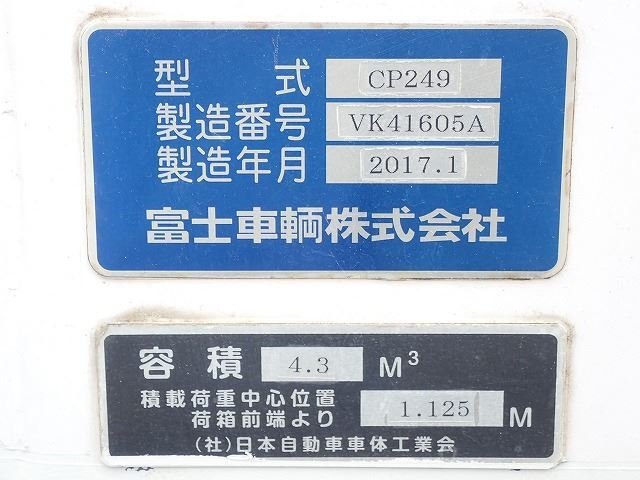 型 式 CP249
製造番号 VK41605A
製造年月 2017.1
富士車輌株式会社
容積 4.3 M³
積載荷重中心位置
荷箱前端より 1.125 M
(社)日本自動車車体工業会